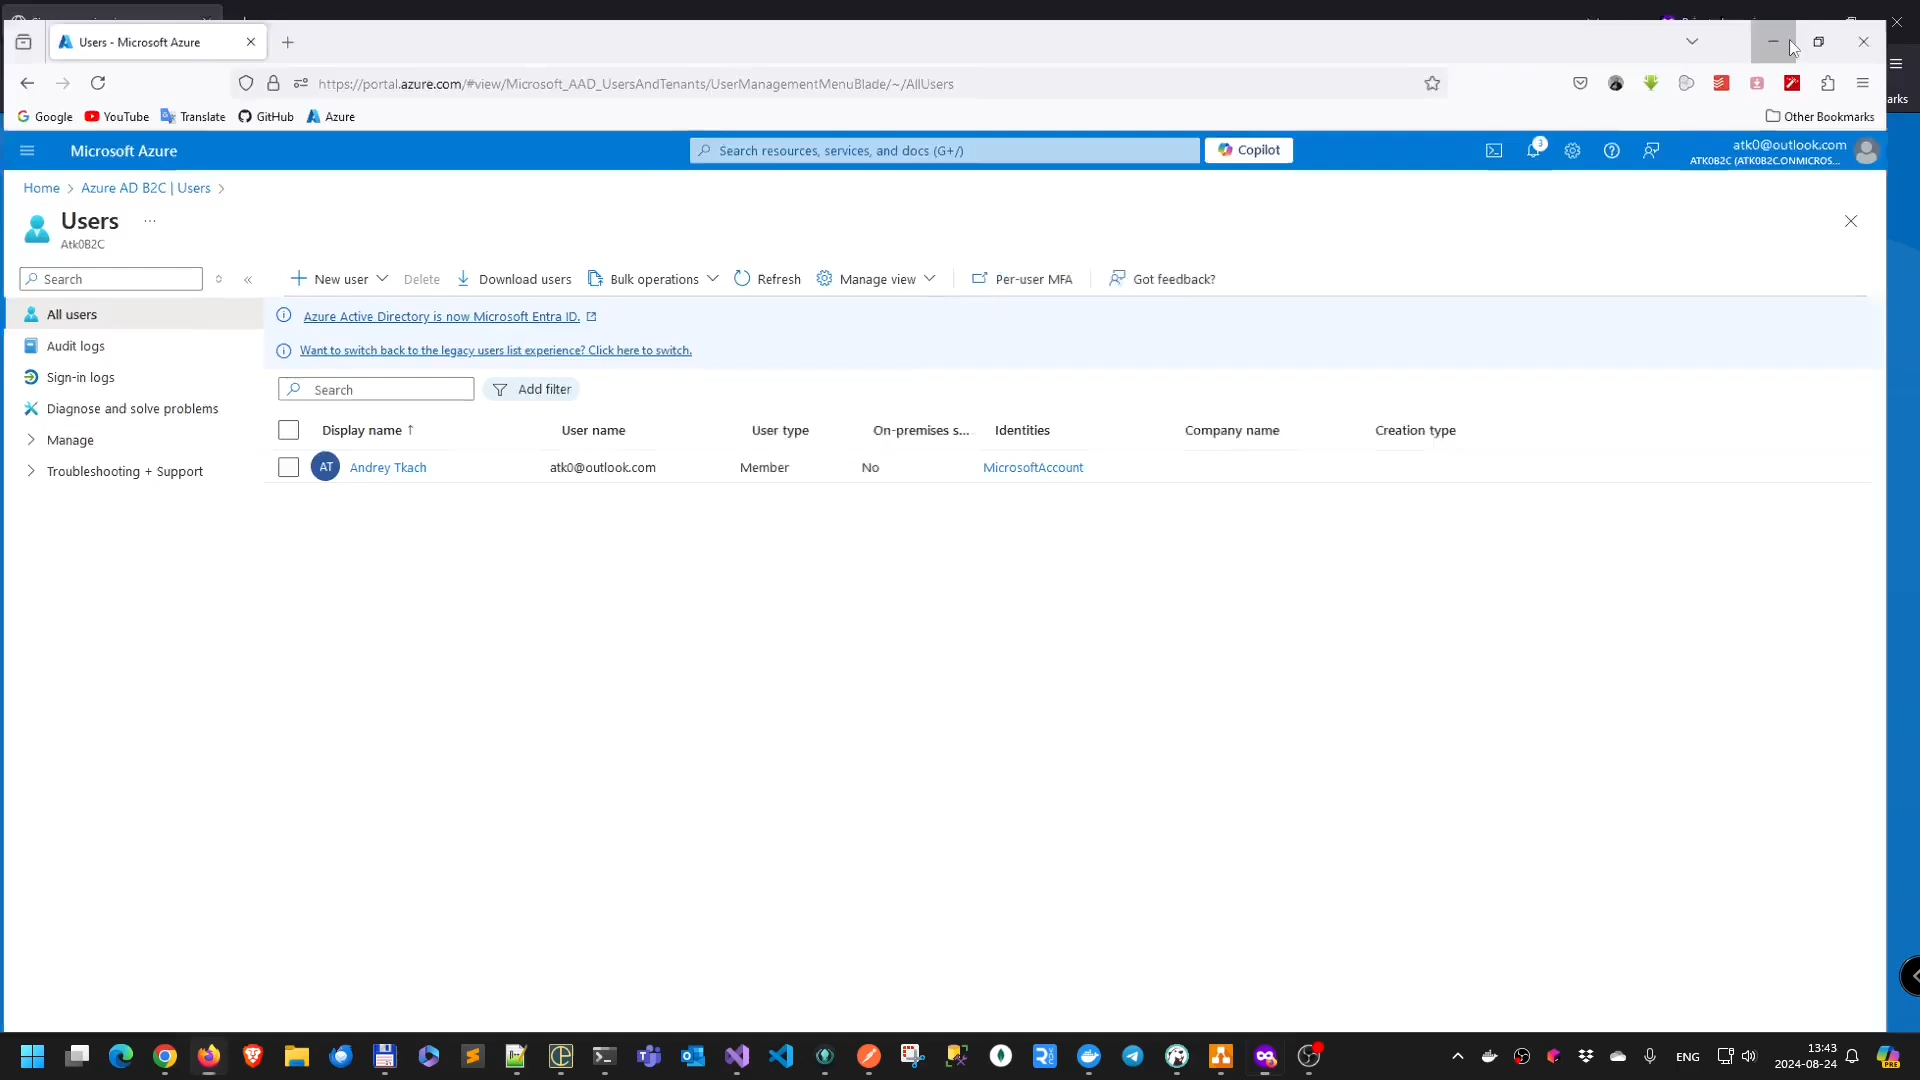 Users - Microsoft Azure
https://portal.azure.com/#view/Microsoft_AAD_UsersAndTenants/UserManagementMenuBlade/~/AllUsers
Google YouTube Translate GitHub Azure
Other Bookmarks
arks
Microsoft Azure
Search resources, services, and docs (G+/)
Copilot
3
atk0@outlook.com
ATK0B2C (ATK0B2C.ONMICROS...
Home > Azure AD B2C | Users >
Users ...
Atk0B2C
Search
New user Delete Download users Bulk operations Refresh Manage view Per-user MFA Got feedback?
All users
Audit logs
Sign-in logs
Diagnose and solve problems
Manage
Troubleshooting + Support
Azure Active Directory is now Microsoft Entra ID.
Want to switch back to the legacy users list experience? Click here to switch.
Search Add filter
Display name ↑ User name User type On-premises s... Identities Company name Creation type
AT Andrey Tkach atk0@outlook.com Member No MicrosoftAccount
ENG
13:43
2024-08-24
PRE